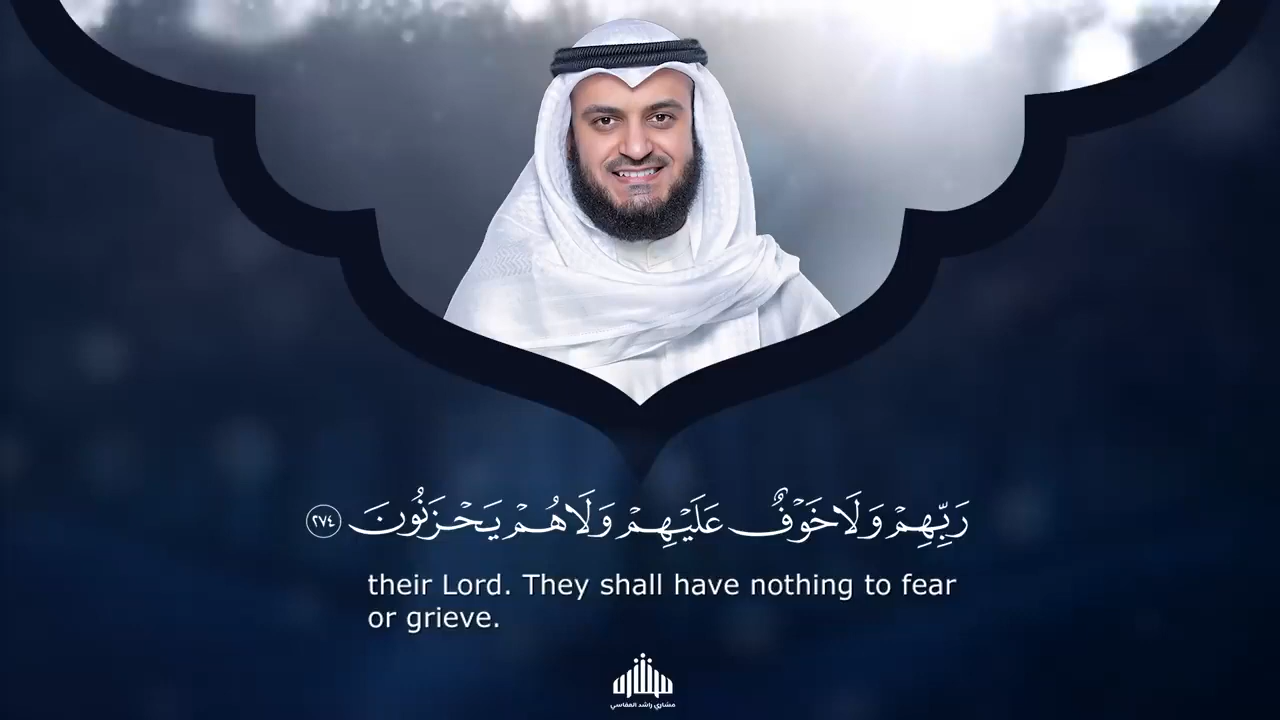 رَبِّهِمْ وَلَا خَوْفٌ عَلَيْهِمْ وَلَا هُمْ يَحْزَنُونَ ٢٧٤
their Lord. They shall have nothing to fear
or grieve.
مشاري راشد العفاسي